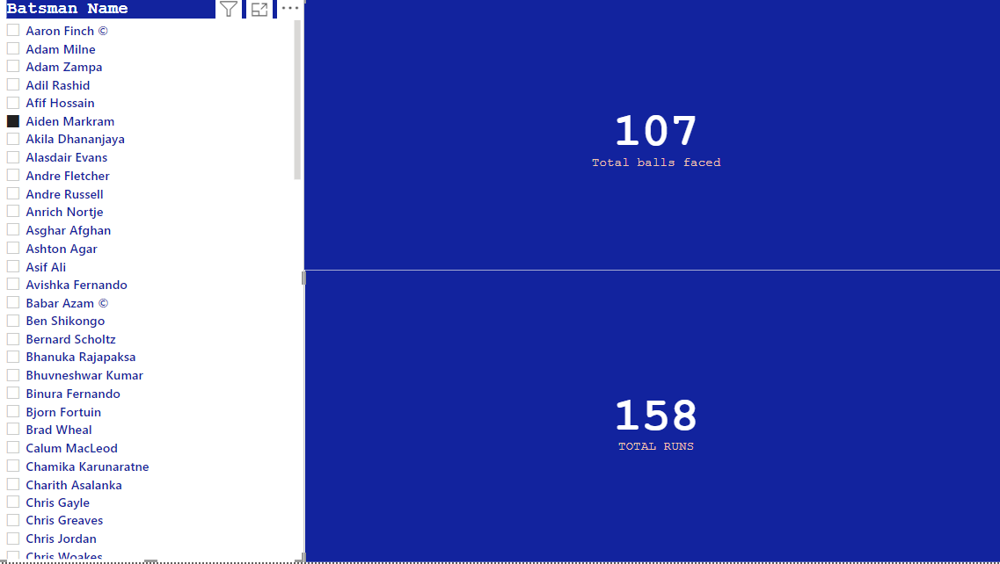 Batsman Name
Aaron Finch ©
Adam Milne
Adam Zampa
Adil Rashid
Afif Hossain
Aiden Markram
Akila Dhananjaya
Alasdair Evans
Andre Fletcher
Andre Russell
Anrich Nortje
Asghar Afghan
Ashton Agar
Asif Ali
Avishka Fernando
Babar Azam ©
Ben Shikongo
Bernard Scholtz
Bhanuka Rajapaksa
Bhuvneshwar Kumar
Binura Fernando
Bjorn Fortuin
Brad Wheal
Calum MacLeod
Chamika Karunaratne
Charith Asalanka
Chris Gayle
Chris Greaves
Chris Jordan
Chris Woakes
107
Total balls faced
158
TOTAL RUNS